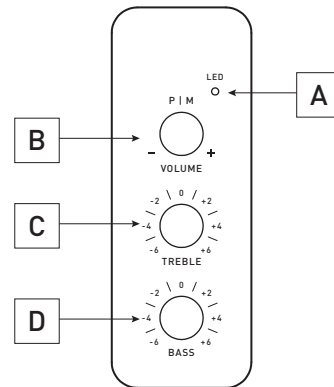 LED
A
P | M
B
- +
VOLUME
0
-2 +2
C
-4 +4
-6 +6
TREBLE
0
-2 +2
D
-4 +4
-6 +6
BASS